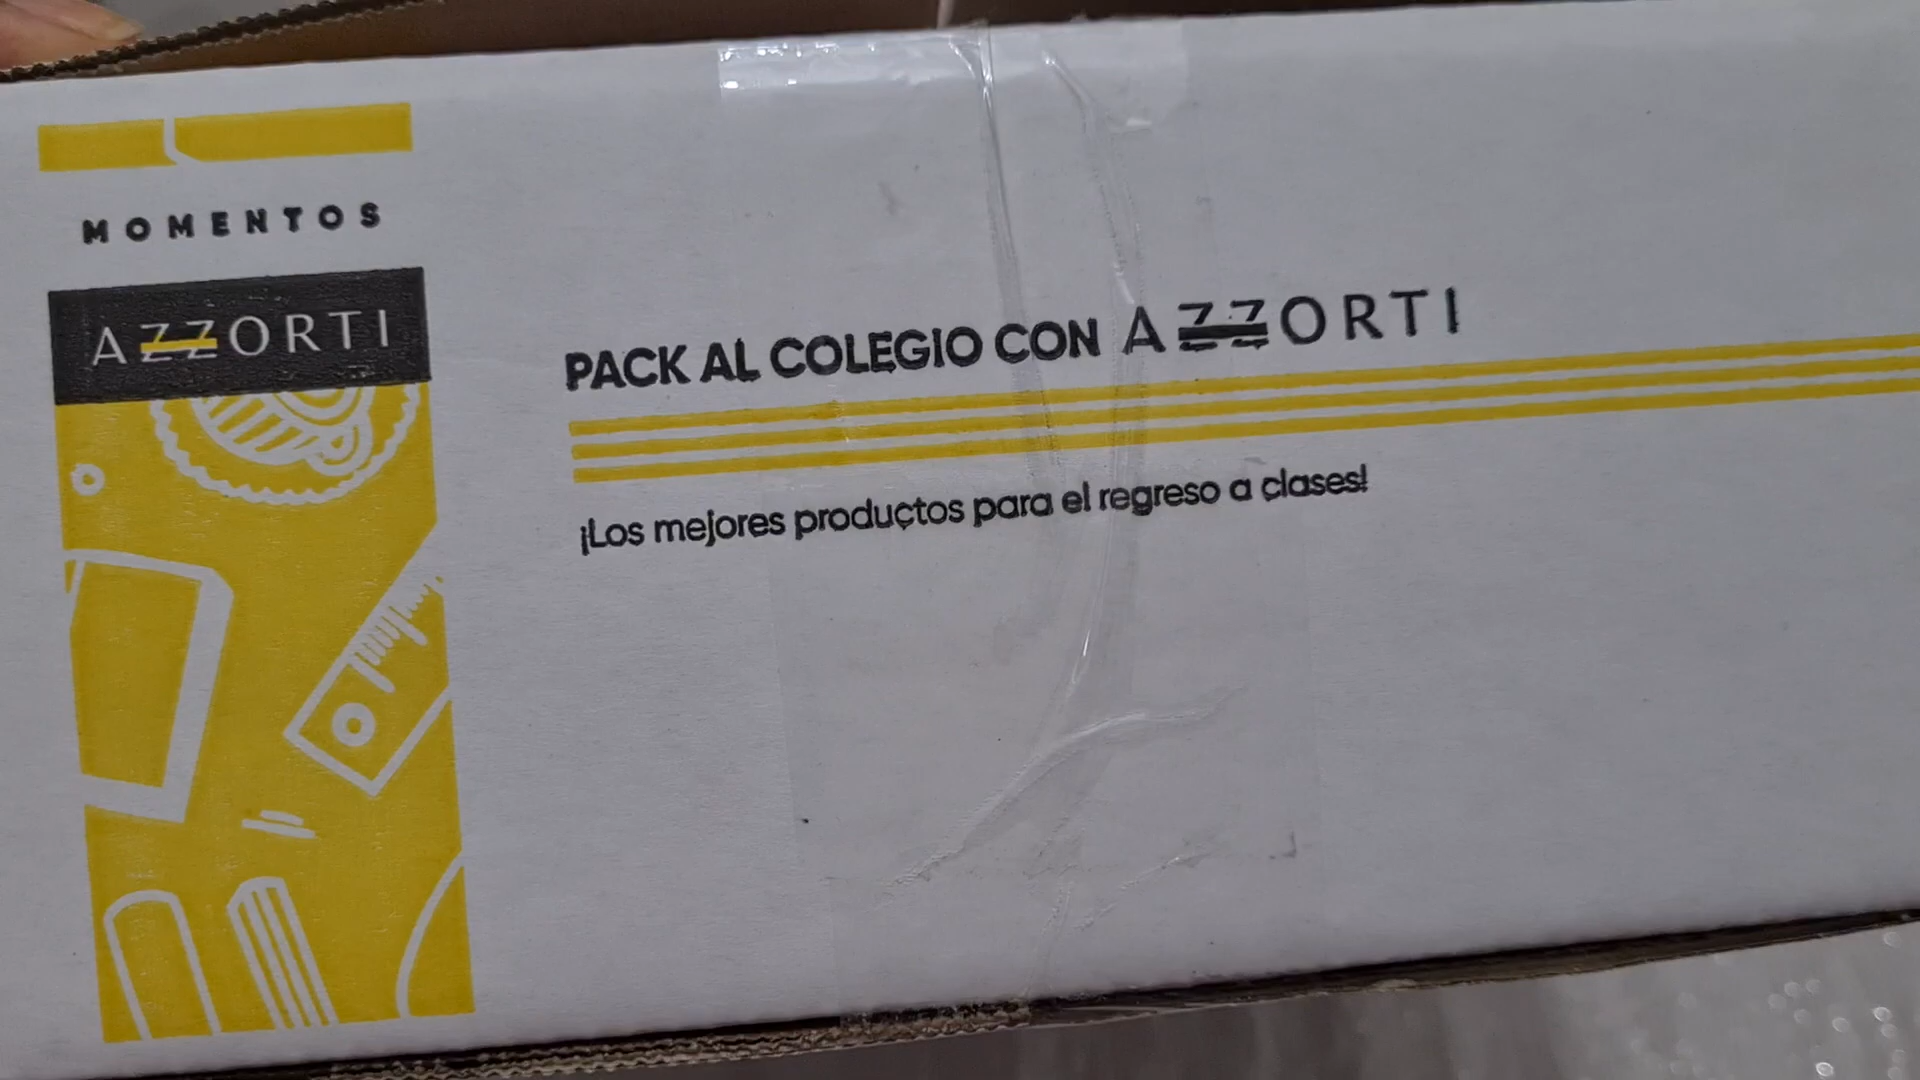 MOMENTOS
AZZORTI
PACK AL COLEGIO CON AZZORTI
¡Los mejores productos para el regreso a clases!